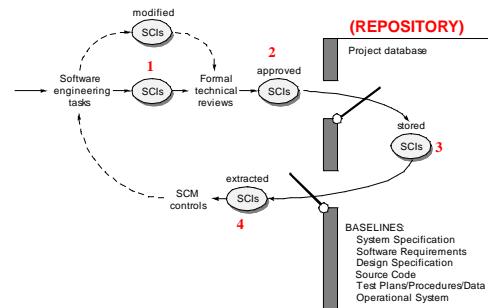 modified
SCIs
(REPOSITORY)
Project database
1
2
Software
engineering
tasks
SCIs
Formal
technical
reviews
approved
SCIs
stored
SCIs
3
extracted
SCIs
4
SCM
controls
BASELINES:
System Specification
Software Requirements
Design Specification
Source Code
Test Plans/Procedures/Data
Operational System